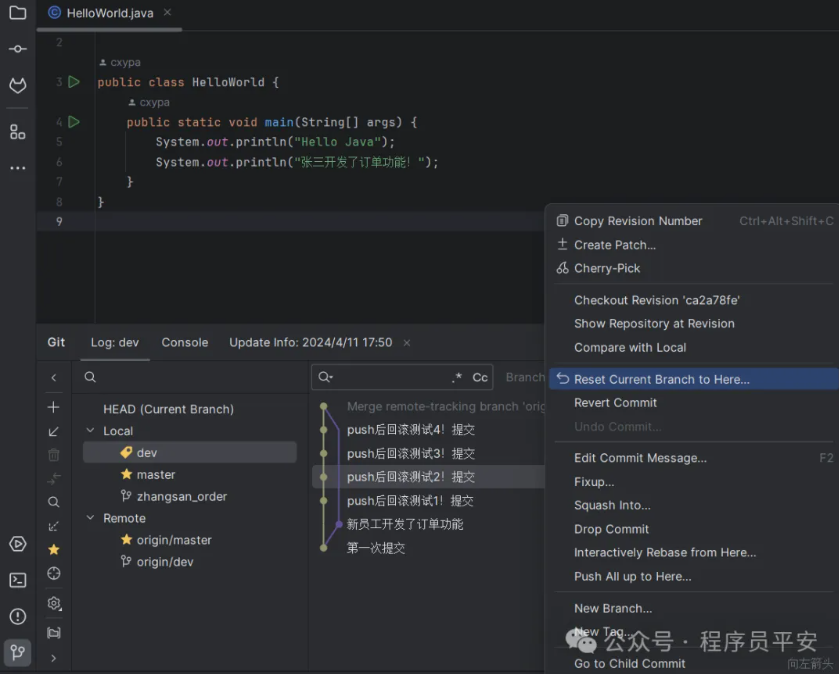 HelloWorld.java
2
cxypa
3 public class HelloWorld {
cxypa
4 public static void main(String[] args) {
5 System.out.println("Hello Java");
6 System.out.println("张三开发了订单功能! ");
7 }
8 }
9
Copy Revision Number Ctrl+Alt+Shift+C
Create Patch...
Cherry-Pick
Checkout Revision 'ca2a78fe'
Show Repository at Revision
Compare with Local
Reset Current Branch to Here...
Revert Commit
Undo Commit...
Edit Commit Message... F2
Fixup...
Squash Into...
Drop Commit
Interactively Rebase from Here...
Push All up to Here...
New Branch...
New Tag...
Go to Child Commit 向左箭头
公众号 · 程序员平安
Git Log: dev Console Update Info: 2024/4/11 17:50
.* Cc Branch
HEAD (Current Branch)
Local
dev
master
zhangsan_order
Remote
origin/master
origin/dev
Merge remote-tracking branch 'orig
push后回滚测试4! 提交
push后回滚测试3! 提交
push后回滚测试2! 提交
push后回滚测试1! 提交
新员工开发了订单功能
第一次提交